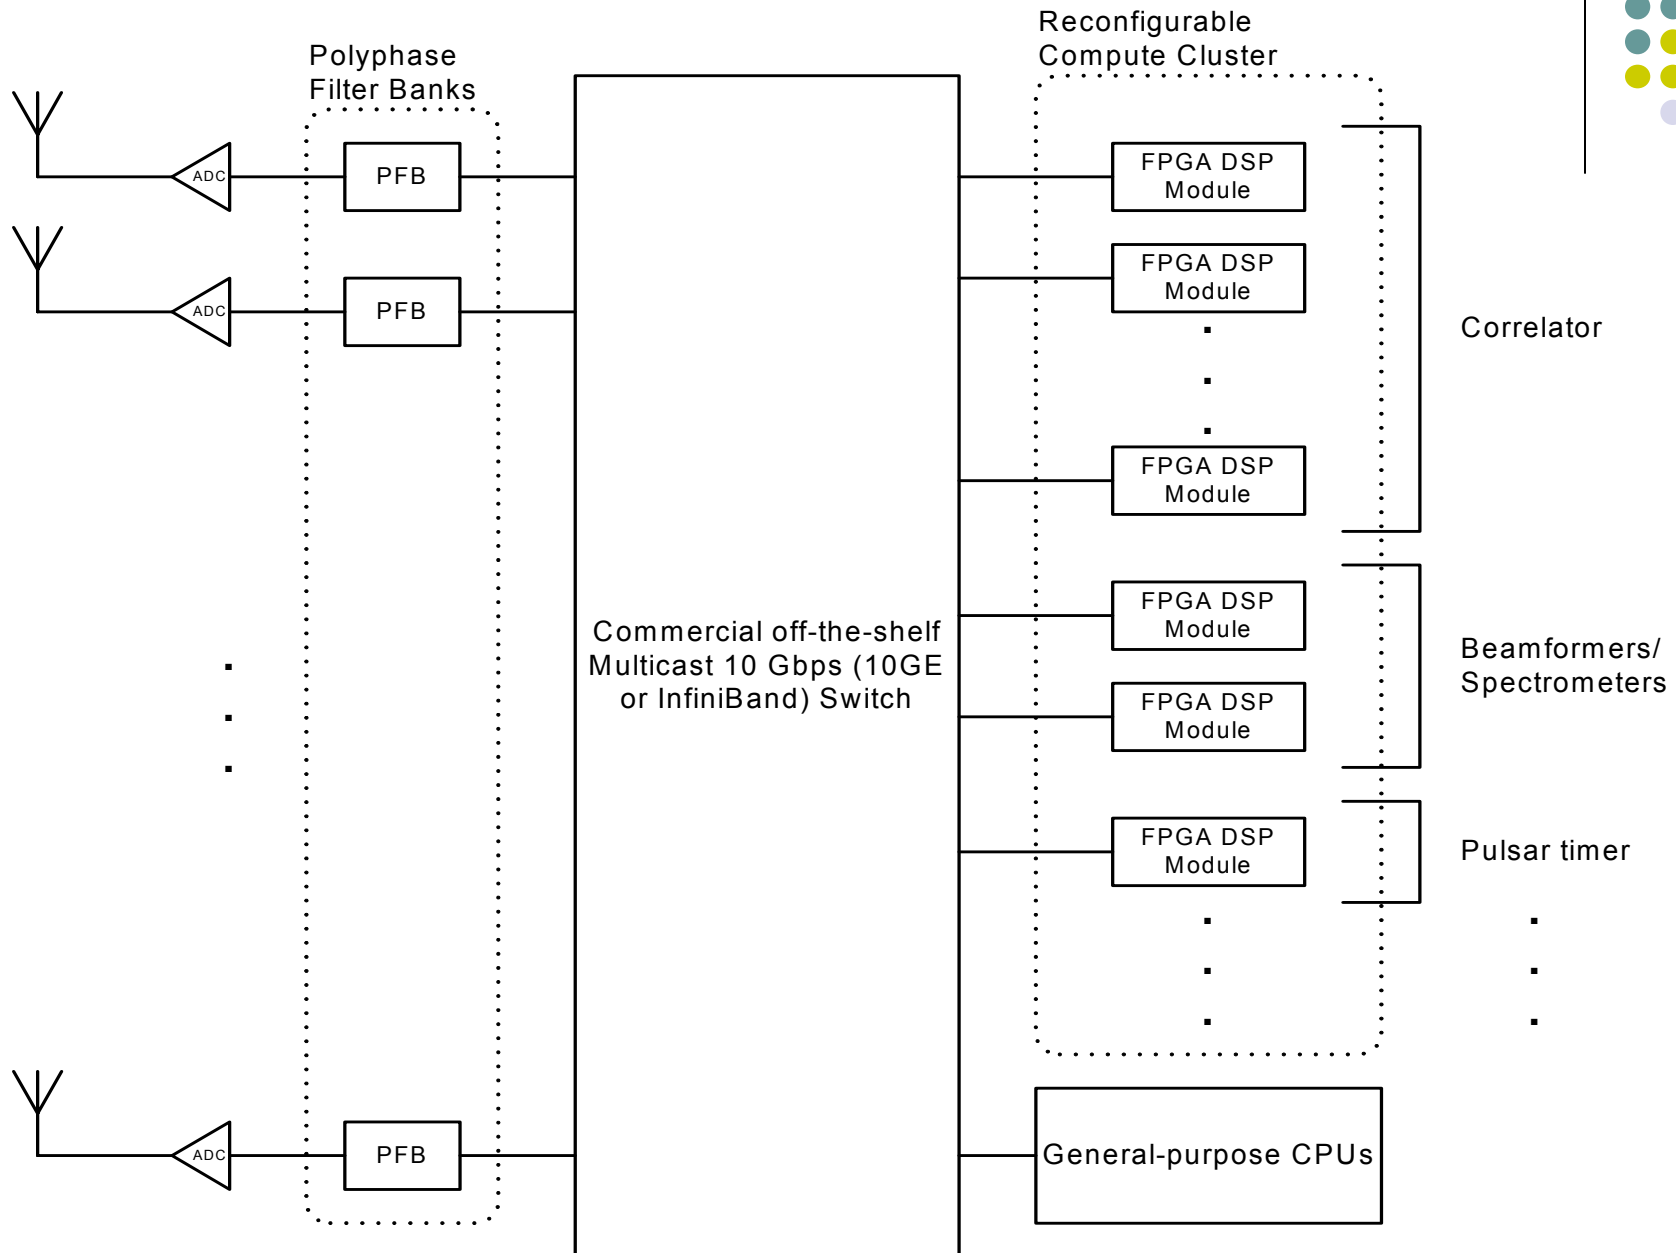 Polyphase
Filter Banks
Reconfigurable
Compute Cluster
ADC
PFB
ADC
PFB
ADC
PFB
Commercial off-the-shelf
Multicast 10 Gbps (10GE
or InfiniBand) Switch
FPGA DSP
Module
FPGA DSP
Module
FPGA DSP
Module
Correlator
FPGA DSP
Module
FPGA DSP
Module
Beamformers/
Spectrometers
FPGA DSP
Module
Pulsar timer
General-purpose CPUs